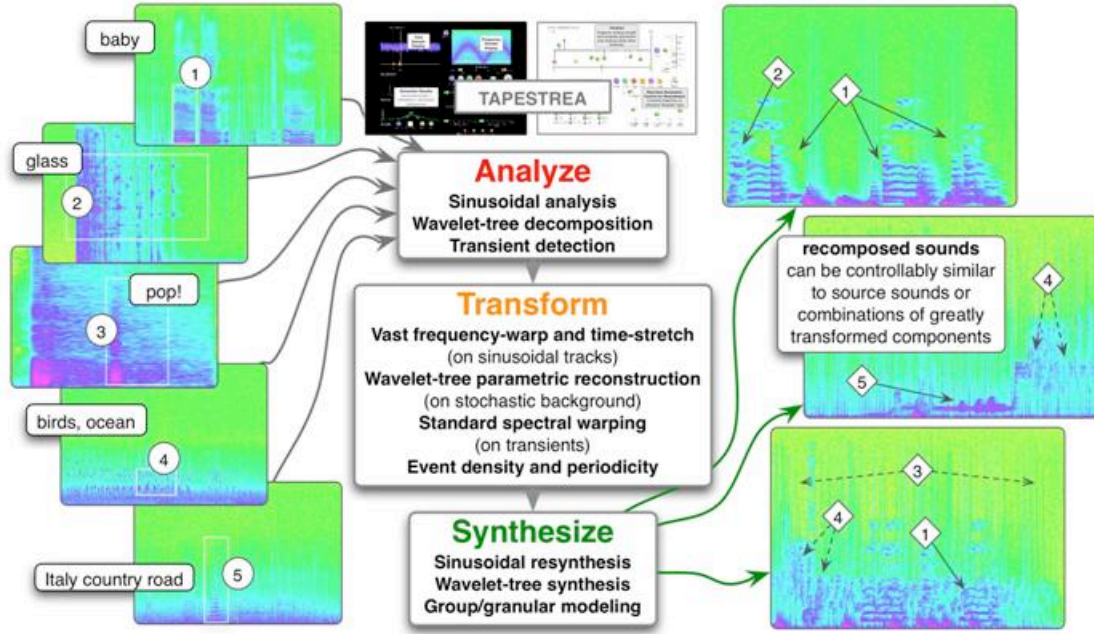 baby
1
glass
2
pop!
3
birds, ocean
4
Italy country road
5
TAPESTREA
Analyze
Sinusoidal analysis
Wavelet-tree decomposition
Transient detection
Transform
Vast frequency-warp and time-stretch
(on sinusoidal tracks)
Wavelet-tree parametric reconstruction
(on stochastic background)
Standard spectral warping
(on transients)
Event density and periodicity
Synthesize
Sinusoidal resynthesis
Wavelet-tree synthesis
Group/granular modeling
2
1
recomposed sounds
can be controllably similar
to source sounds or
combinations of greatly
transformed components
4
5
3
4
1